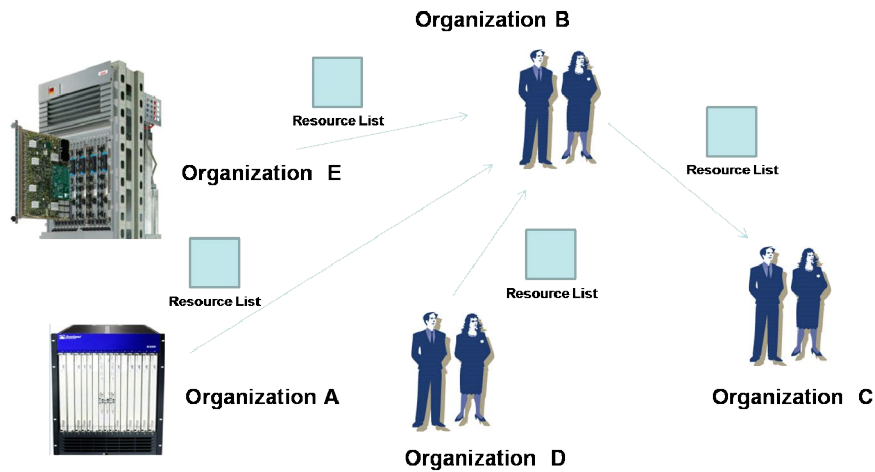 Organization B
Resource List
Resource List
Organization E
Resource List
Resource List
Organization A
Organization C
Organization D